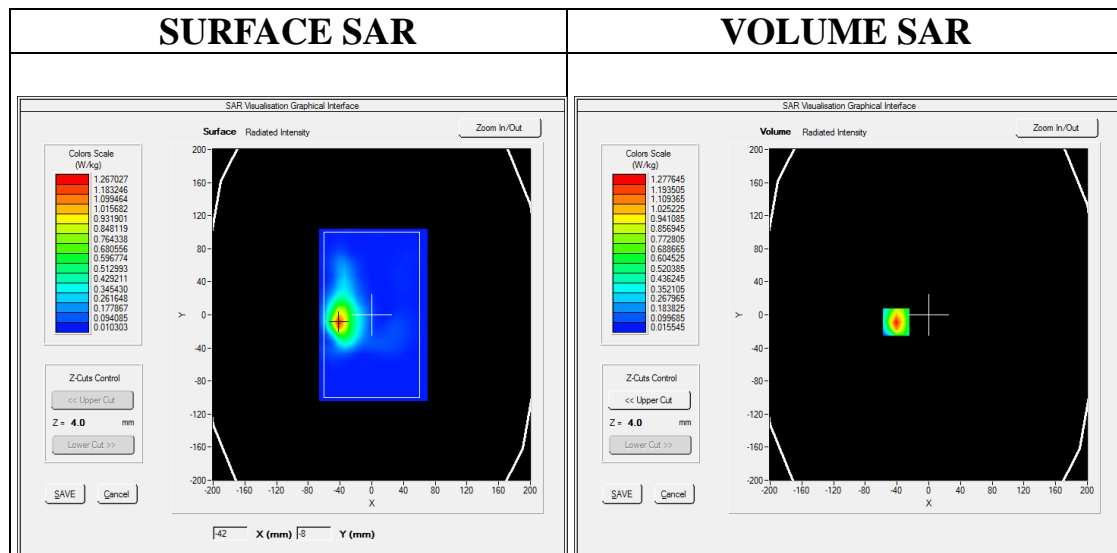 SURFACE SAR
VOLUME SAR
SAR Visualisation Graphical Interface
Surface Radiated Intensity
Zoom In/Out
Colors Scale
(W/kg)
1.267027
1.183246
1.099464
1.015682
0.931901
0.848119
0.764338
0.680556
0.596774
0.512993
0.429211
0.345430
0.261648
0.177867
0.094085
0.010303
Z-Cuts Control
<< Upper Cut
Z = 4.0 mm
Lower Cut >>
SAVE Cancel
200
160
120
80
40
0
-40
-80
-120
-160
-200
Y
-200 -160 -120 -80 -40 0 40 80 120 160 200
X
-42 X (mm) -8 Y (mm)
SAR Visualisation Graphical Interface
Volume Radiated Intensity
Zoom In/Out
Colors Scale
(W/kg)
1.277645
1.193505
1.109365
1.025225
0.941085
0.856945
0.772805
0.688665
0.604525
0.520385
0.436245
0.352105
0.267965
0.183825
0.099685
0.015545
Z-Cuts Control
<< Upper Cut
Z = 4.0 mm
Lower Cut >>
SAVE Cancel
200
160
120
80
40
0
-40
-80
-120
-160
-200
Y
-200 -160 -120 -80 -40 0 40 80 120 160 200
X